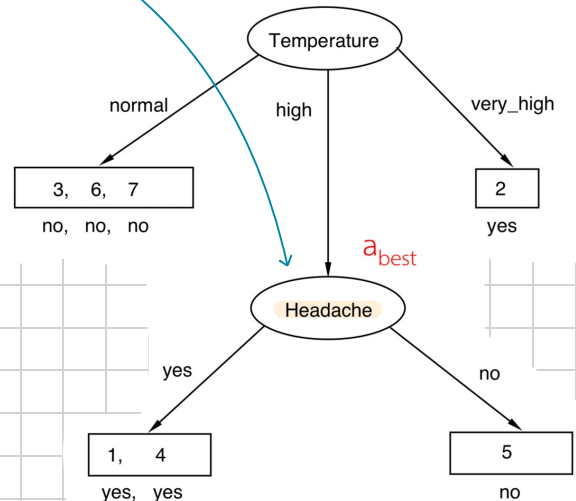 Temperature
normal
high
very_high
3, 6, 7
no, no, no
2
yes
a best
Headache
yes
no
1, 4
yes, yes
5
no